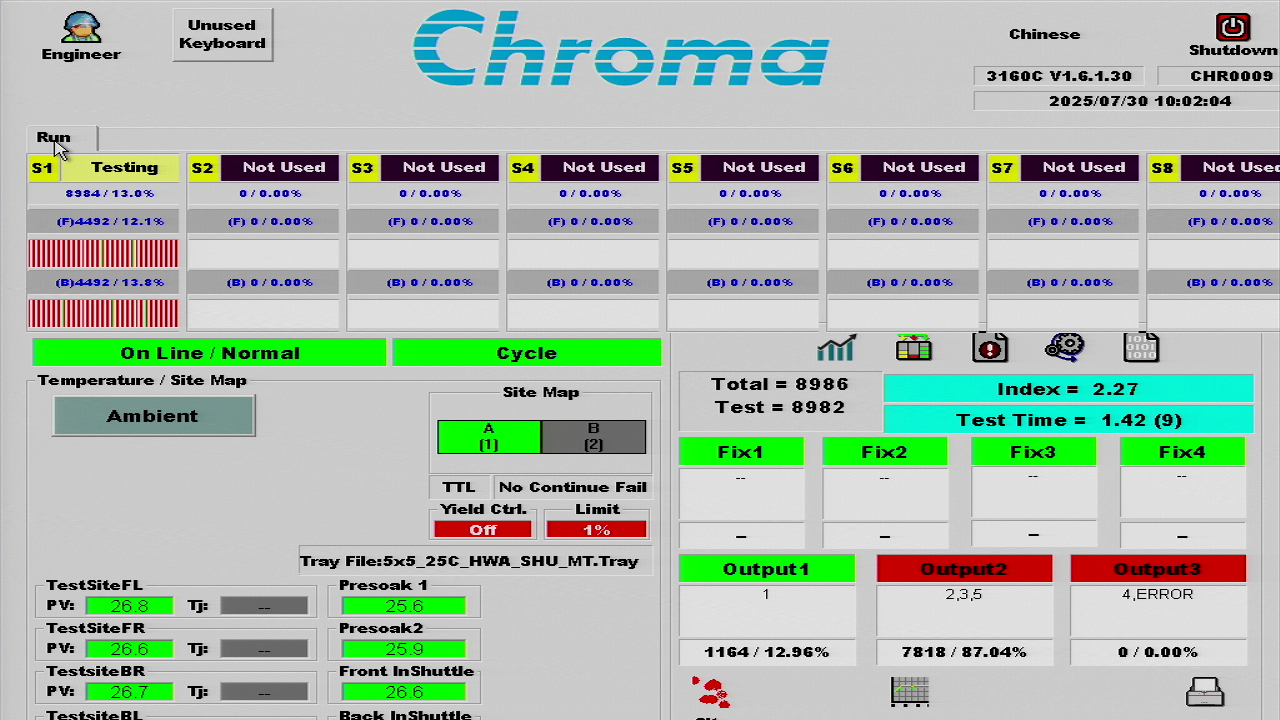 Engineer
Unused
Keyboard
Chroma
Chinese
Shutdown
3160C V1.6.1.30
CHR0009
2025/07/30 10:02:04
Run
S1 Testing
S2 Not Used
S3 Not Used
S4 Not Used
S5 Not Used
S6 Not Used
S7 Not Used
S8 Not Used
8984 / 13.0%
0 / 0.00%
0 / 0.00%
0 / 0.00%
0 / 0.00%
0 / 0.00%
0 / 0.00%
0 / 0.00%
(F)4492 / 12.1%
(F) 0 / 0.00%
(F) 0 / 0.00%
(F) 0 / 0.00%
(F) 0 / 0.00%
(F) 0 / 0.00%
(F) 0 / 0.00%
(F) 0 / 0.00%
(B)4492 / 13.8%
(B) 0 / 0.00%
(B) 0 / 0.00%
(B) 0 / 0.00%
(B) 0 / 0.00%
(B) 0 / 0.00%
(B) 0 / 0.00%
(B) 0 / 0.00%
On Line / Normal
Cycle
Temperature / Site Map
Ambient
Site Map
A
(1)
B
(2)
TTL
No Continue Fail
Yield Ctrl.
Off
Limit
1%
Tray File:5x5_25C_HWA_SHU_MT.Tray
TestSiteFL
PV: 26.8 Tj: --
TestSiteFR
PV: 26.6 Tj: --
TestsiteBR
PV: 26.7 Tj: --
TestsiteBL
Presoak 1
25.6
Presoak2
25.9
Front InShuttle
26.6
Back InShuttle
Total = 8986
Test = 8982
Index = 2.27
Test Time = 1.42 (9)
Fix1
Fix2
Fix3
Fix4
--
--
--
--
–
–
–
–
Output1
Output2
Output3
1
2,3,5
4,ERROR
1164 / 12.96%
7818 / 87.04%
0 / 0.00%